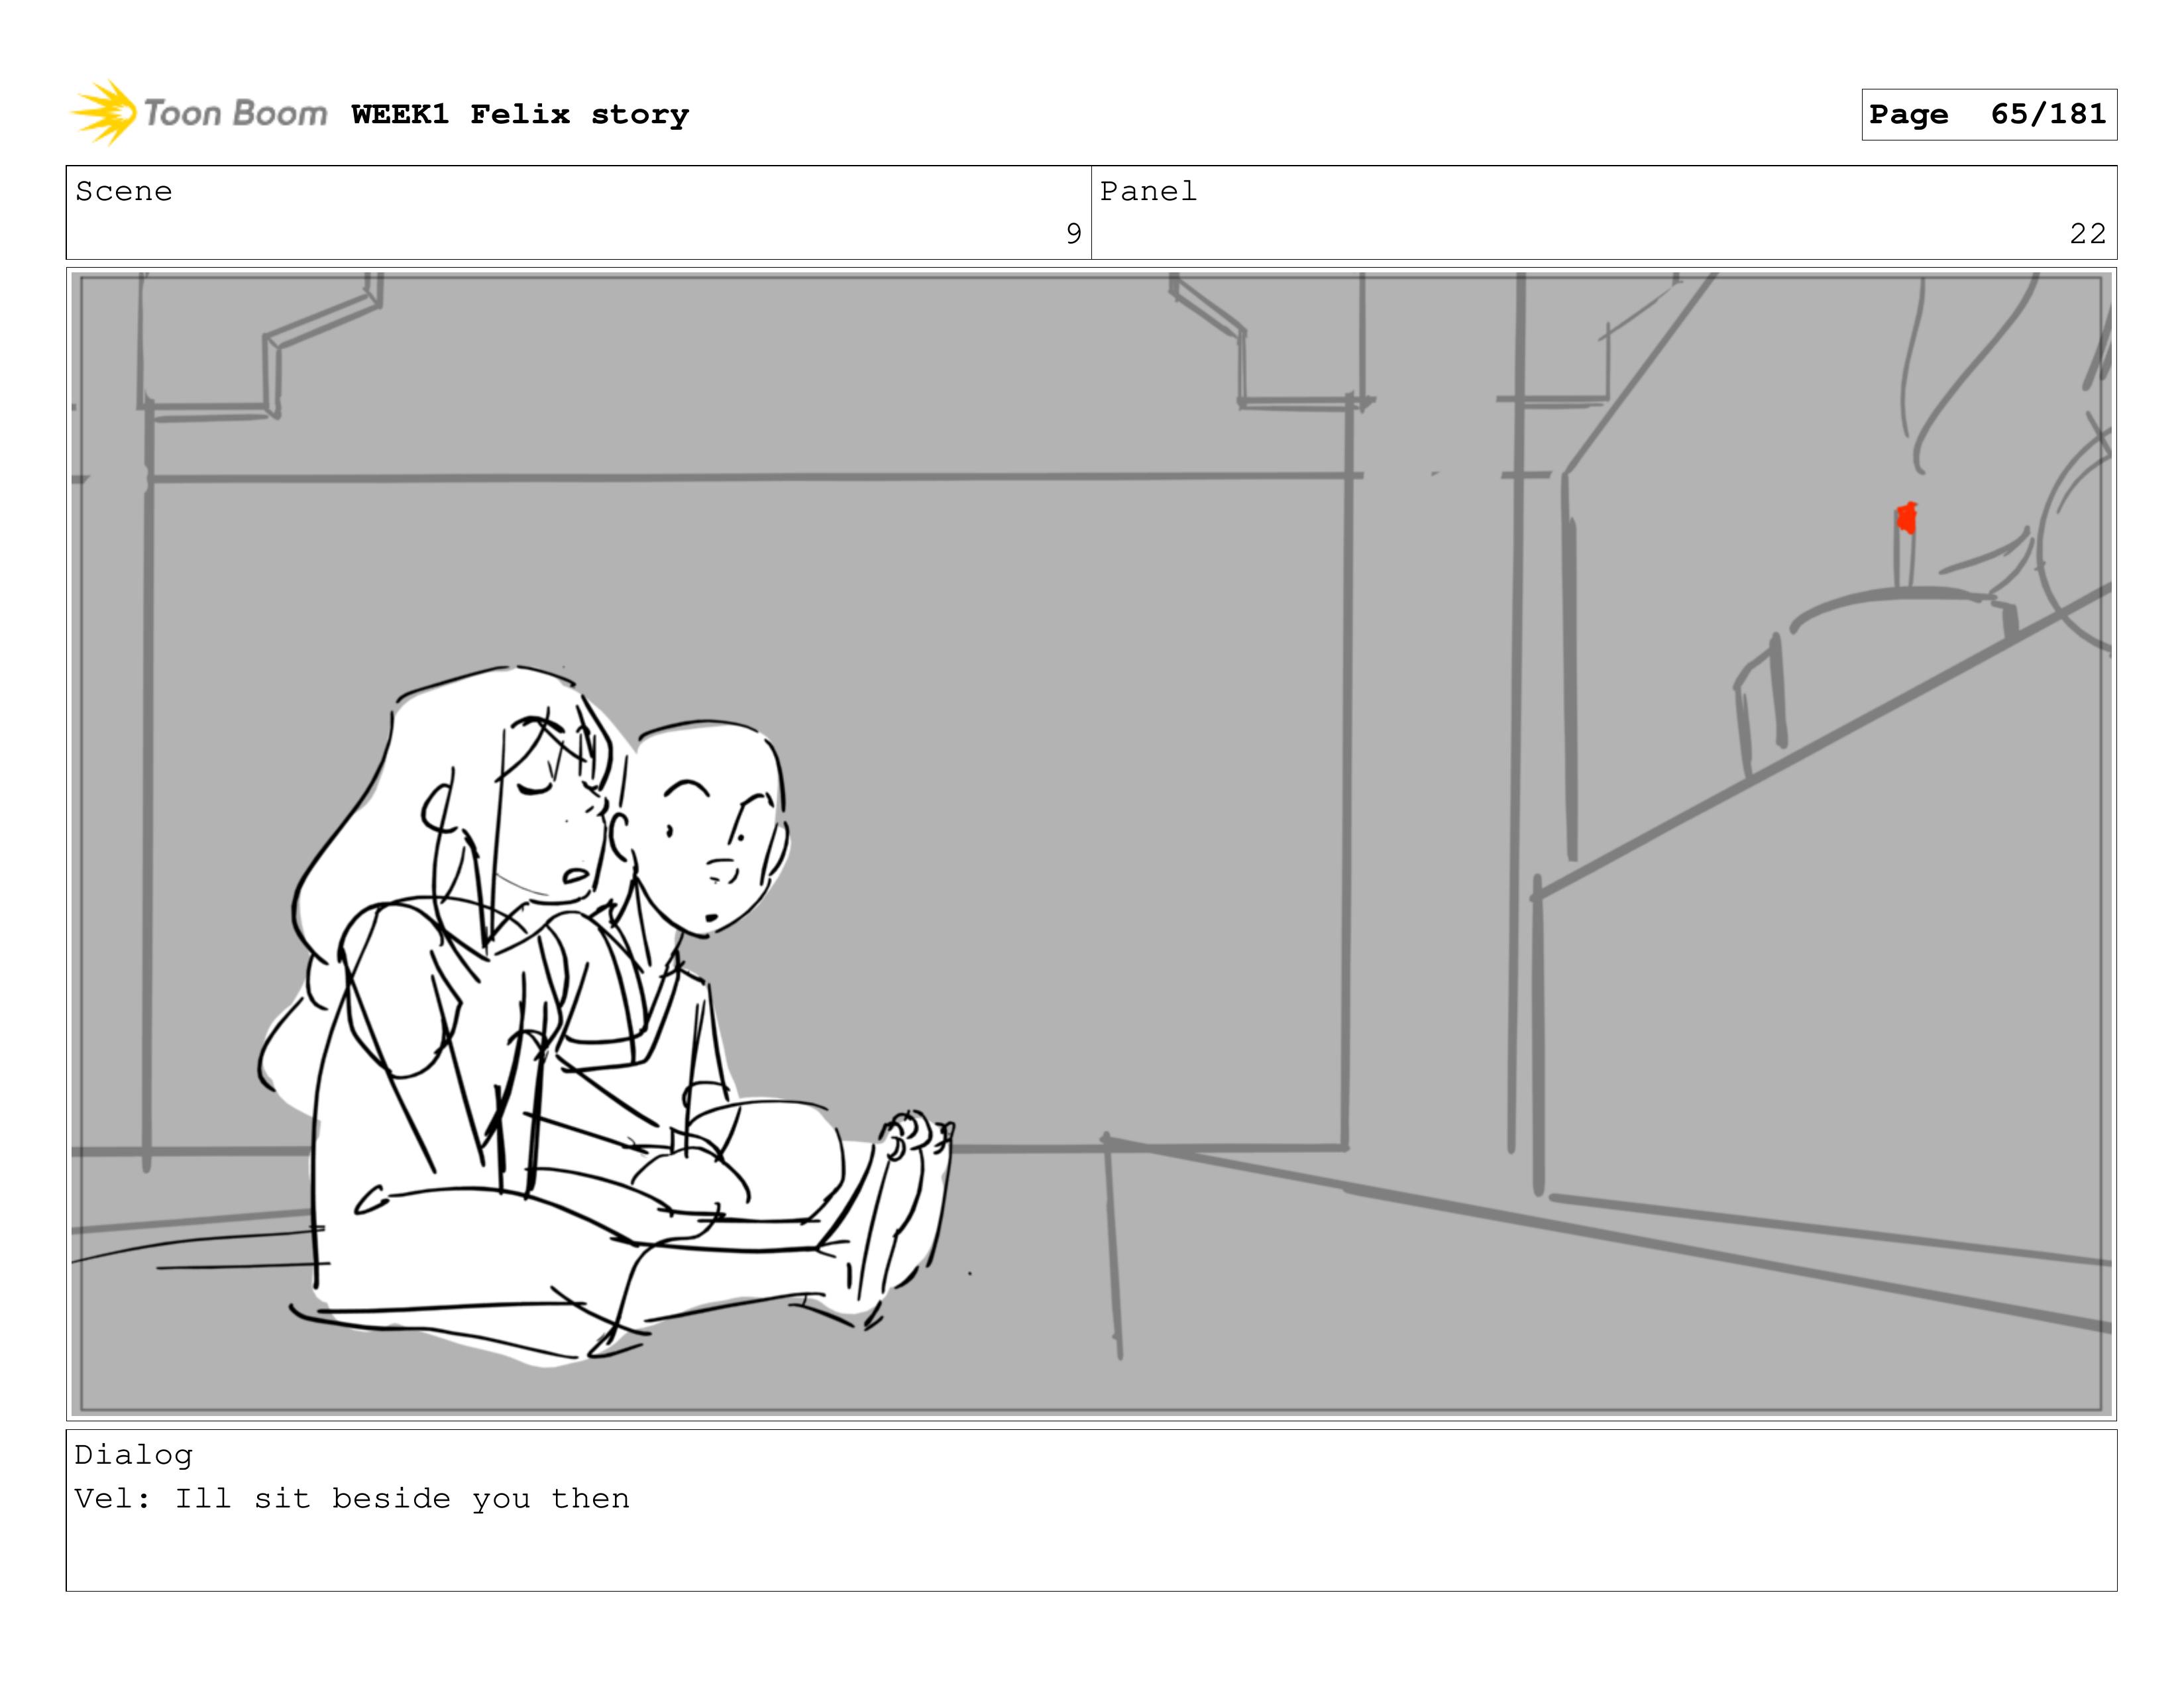 Toon Boom WEEK1 Felix story
Page 65/181
Scene
9
Panel
22
Dialog
Vel: Ill sit beside you then